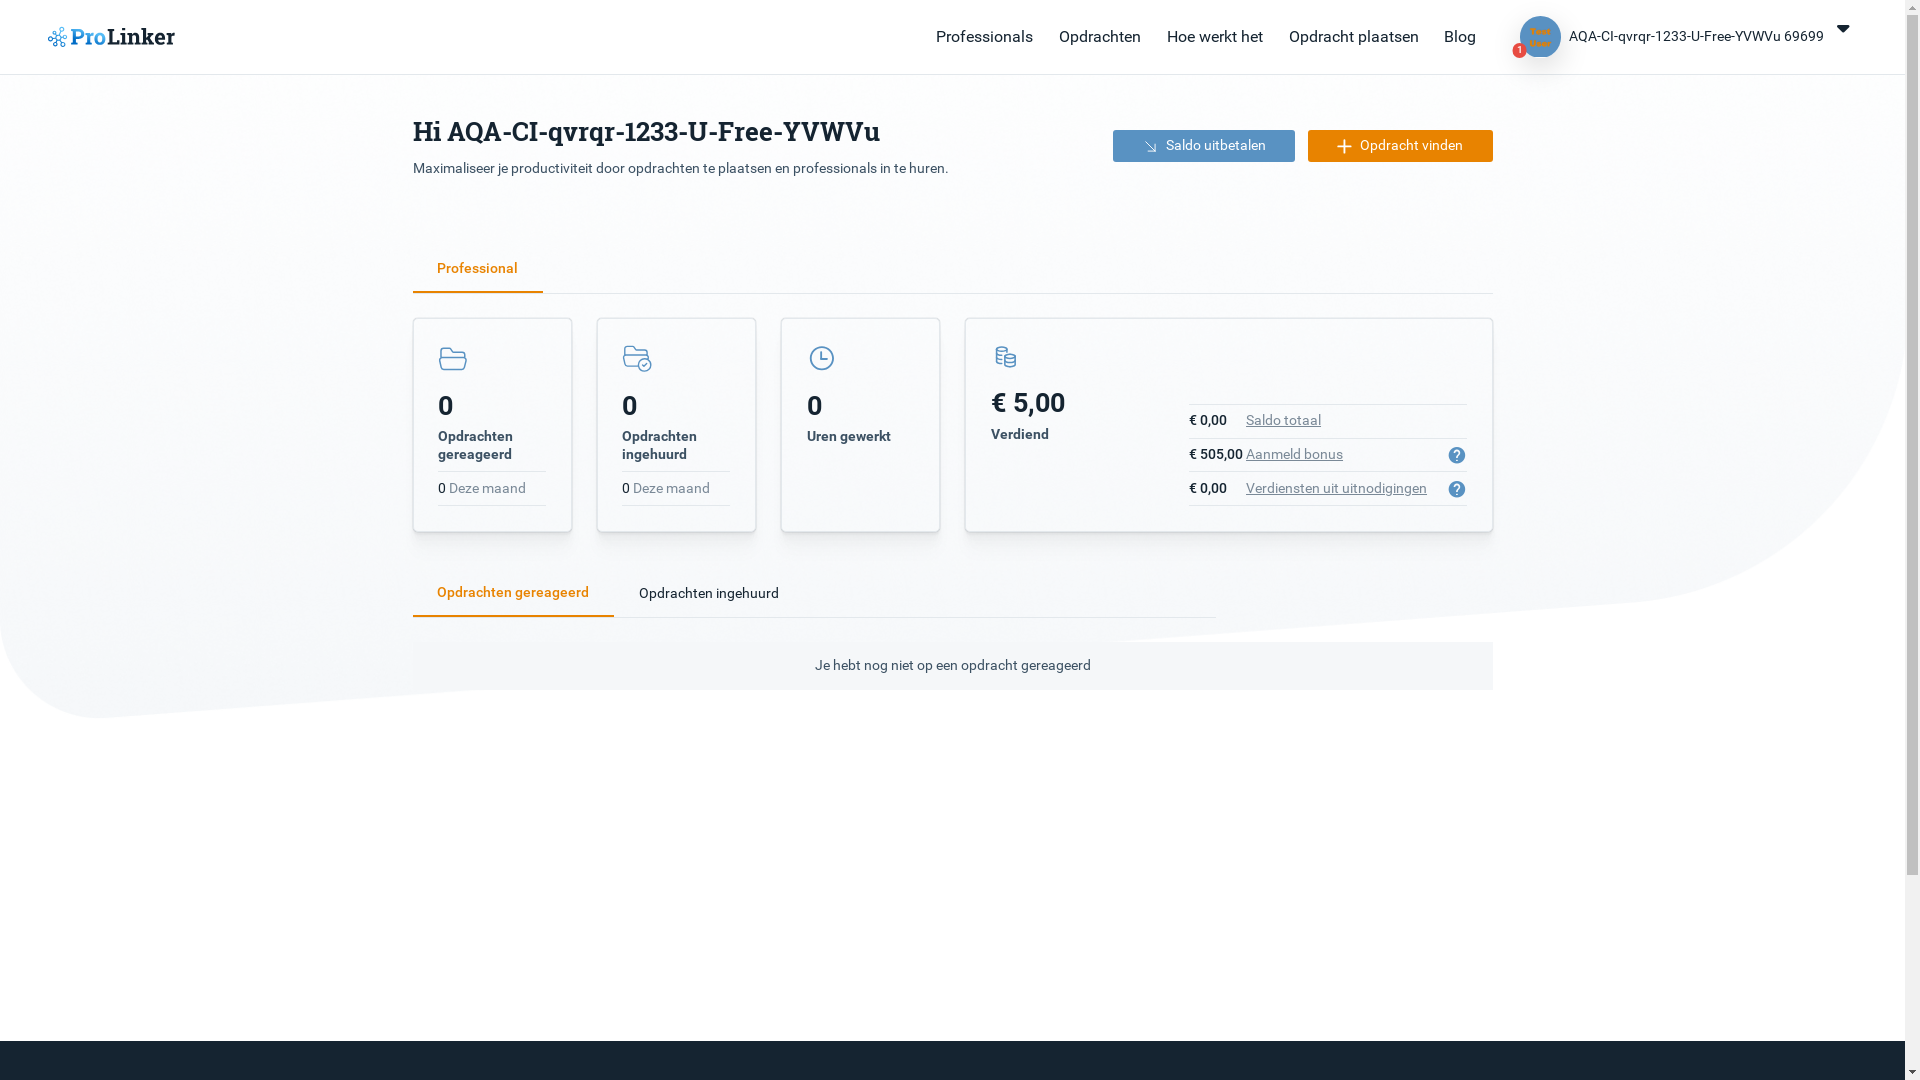 ProLinker
Professionals Opdrachten Hoe werkt het Opdracht plaatsen Blog
Test
User
1
AQA-CI-qvrqr-1233-U-Free-YVWVu 69699
Hi AQA-CI-qvrqr-1233-U-Free-YVWVu
Maximaliseer je productiviteit door opdrachten te plaatsen en professionals in te huren.
Saldo uitbetalen
Opdracht vinden
Professional
0
Opdrachten
gereageerd
0 Deze maand
0
Opdrachten
ingehuurd
0 Deze maand
0
Uren gewerkt
€ 5,00
Verdiend
€ 0,00 Saldo totaal
€ 505,00 Aanmeld bonus ?
€ 0,00 Verdiensten uit uitnodigingen ?
Opdrachten gereageerd Opdrachten ingehuurd
Je hebt nog niet op een opdracht gereageerd